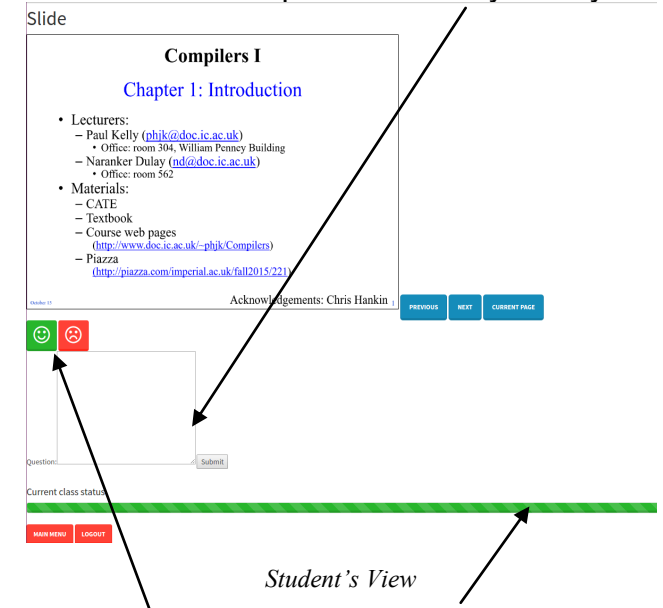 Slide
Compilers I
Chapter 1: Introduction
• Lecturers:
– Paul Kelly (phjk@doc.ic.ac.uk)
• Office: room 304, William Penney Building
– Naranker Dulay (nd@doc.ic.ac.uk)
• Office: room 562
• Materials:
– CATE
– Textbook
– Course web pages
(http://www.doc.ic.ac.uk/~phjk/Compilers)
– Piazza
(http://piazza.com/imperial.ac.uk/fall2015/221)
October 15
Acknowledgements: Chris Hankin 1
PREVIOUS NEXT CURRENT PAGE
Question:
Submit
Current class status
MAIN MENU LOGOUT
Student's View